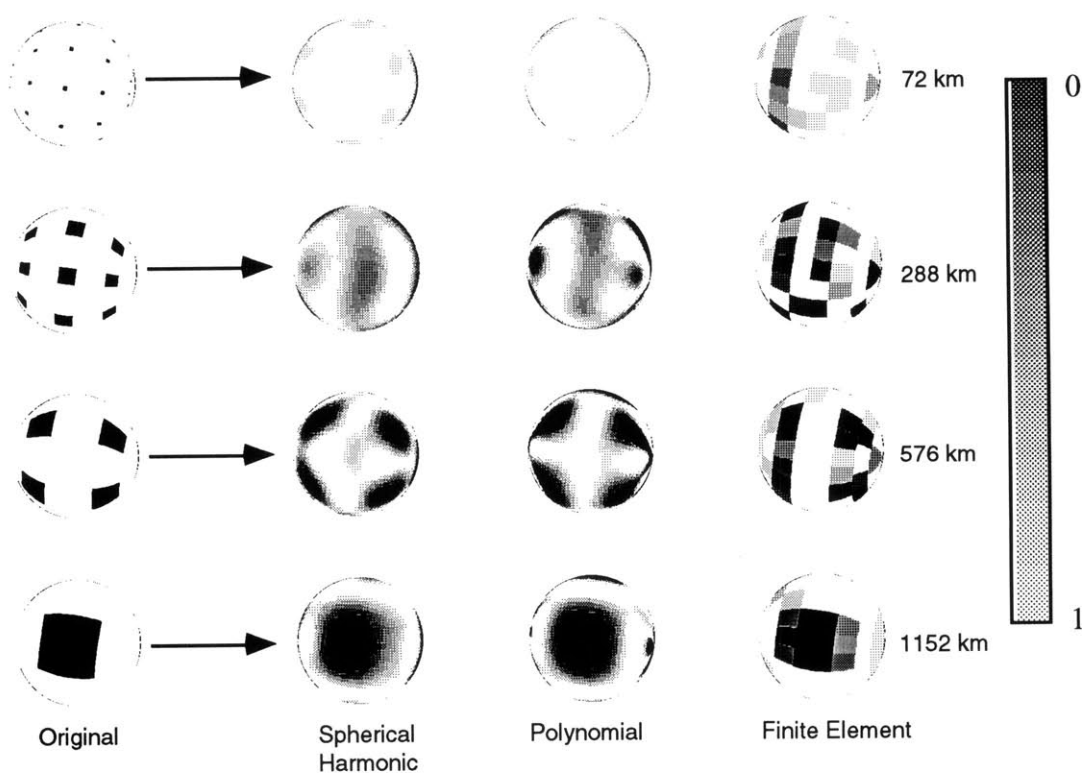 72 km
0
288 km
576 km
1152 km
1
Original
Spherical
Harmonic
Polynomial
Finite Element